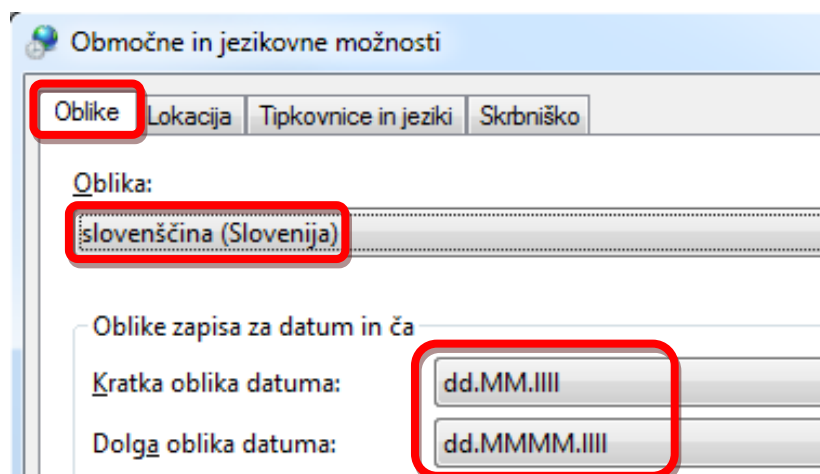 Območne in jezikovne možnosti
Oblike Lokacija Tipkovnice in jeziki Skrbniško
Oblika:
slovenščina (Slovenija)
Oblike zapisa za datum in ča
Kratka oblika datuma: dd.MM.llll
Dolga oblika datuma: dd.MMMM.llll